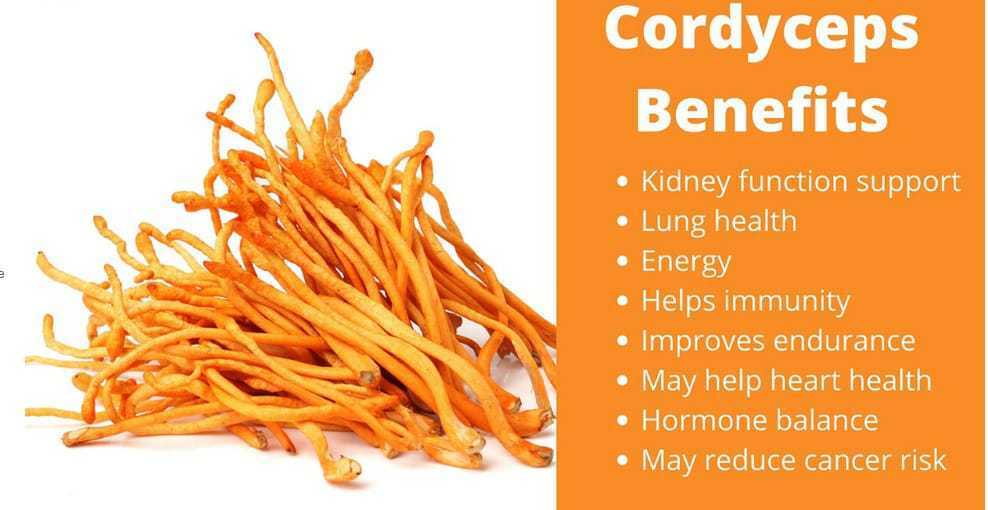 Cordyceps
Benefits
• Kidney function support
• Lung health
• Energy
• Helps immunity
• Improves endurance
• May help heart health
• Hormone balance
• May reduce cancer risk
e